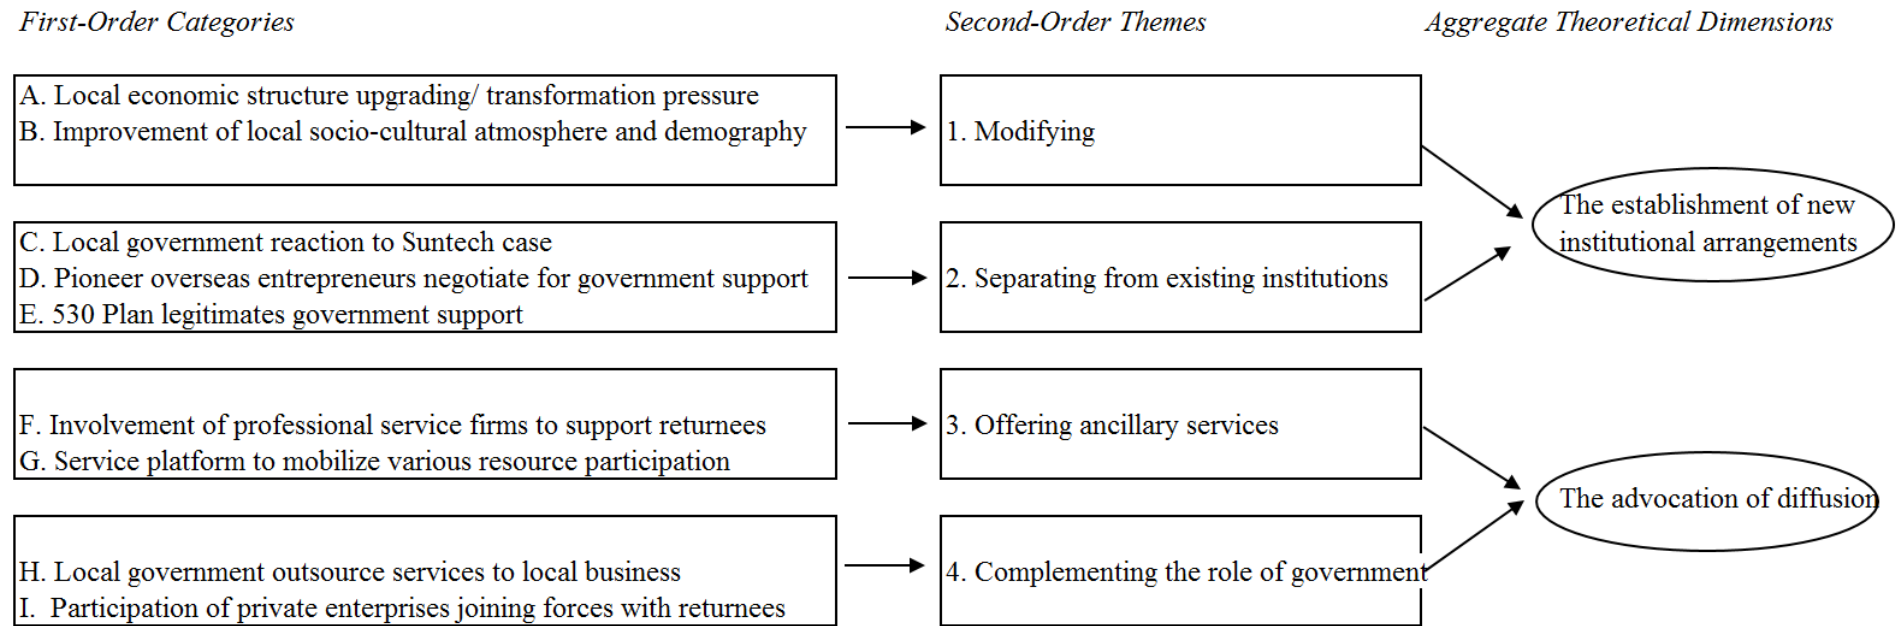 First-Order Categories
Second-Order Themes
Aggregate Theoretical Dimensions
A. Local economic structure upgrading/ transformation pressure
B. Improvement of local socio-cultural atmosphere and demography
1. Modifying
The establishment of new
institutional arrangements
C. Local government reaction to Suntech case
D. Pioneer overseas entrepreneurs negotiate for government support
E. 530 Plan legitimates government support
2. Separating from existing institutions
F. Involvement of professional service firms to support returnees
G. Service platform to mobilize various resource participation
3. Offering ancillary services
The advocation of diffusion
H. Local government outsource services to local business
I. Participation of private enterprises joining forces with returnees
4. Complementing the role of government